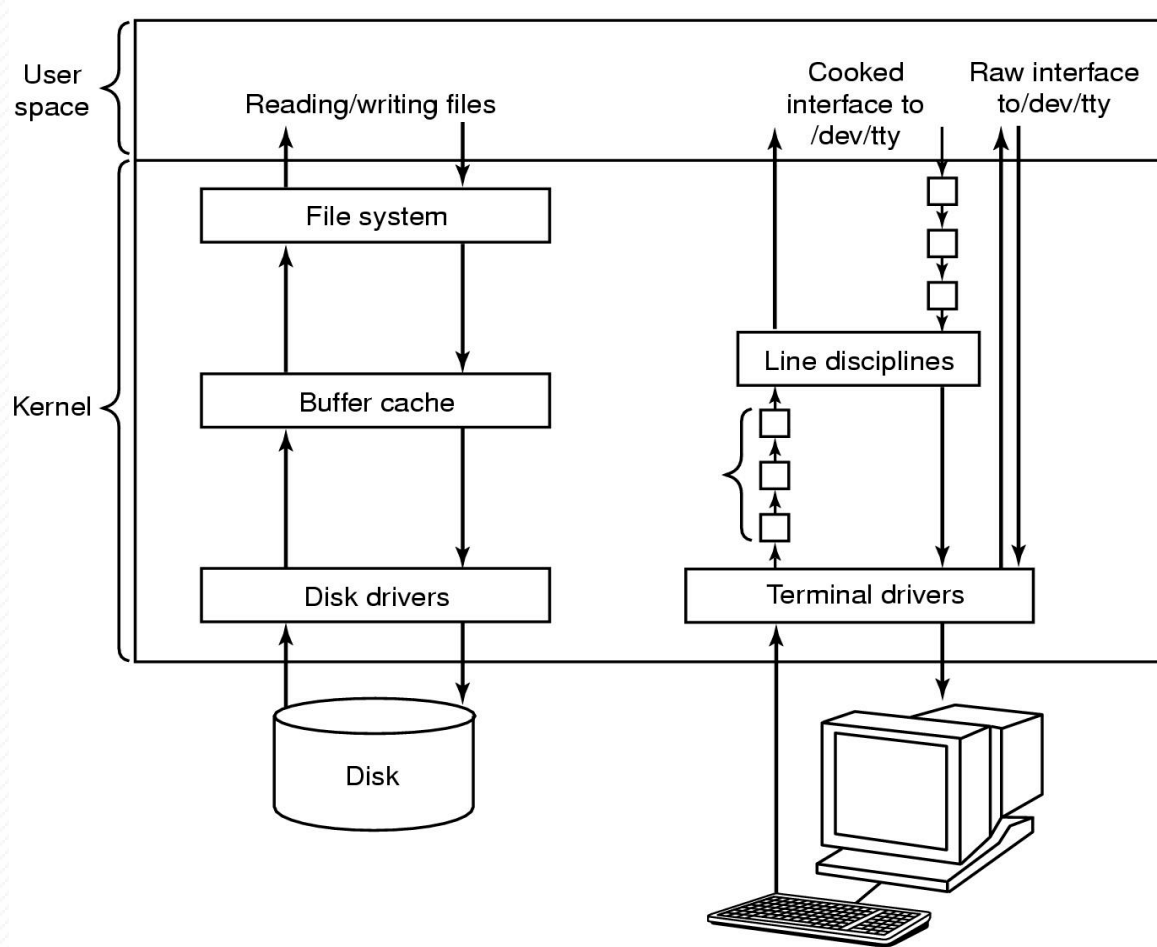 User
space
Reading/writing files
Cooked
interface to
/dev/tty
Raw interface
to/dev/tty
Kernel
File system
Line disciplines
Buffer cache
Disk drivers
Terminal drivers
Disk